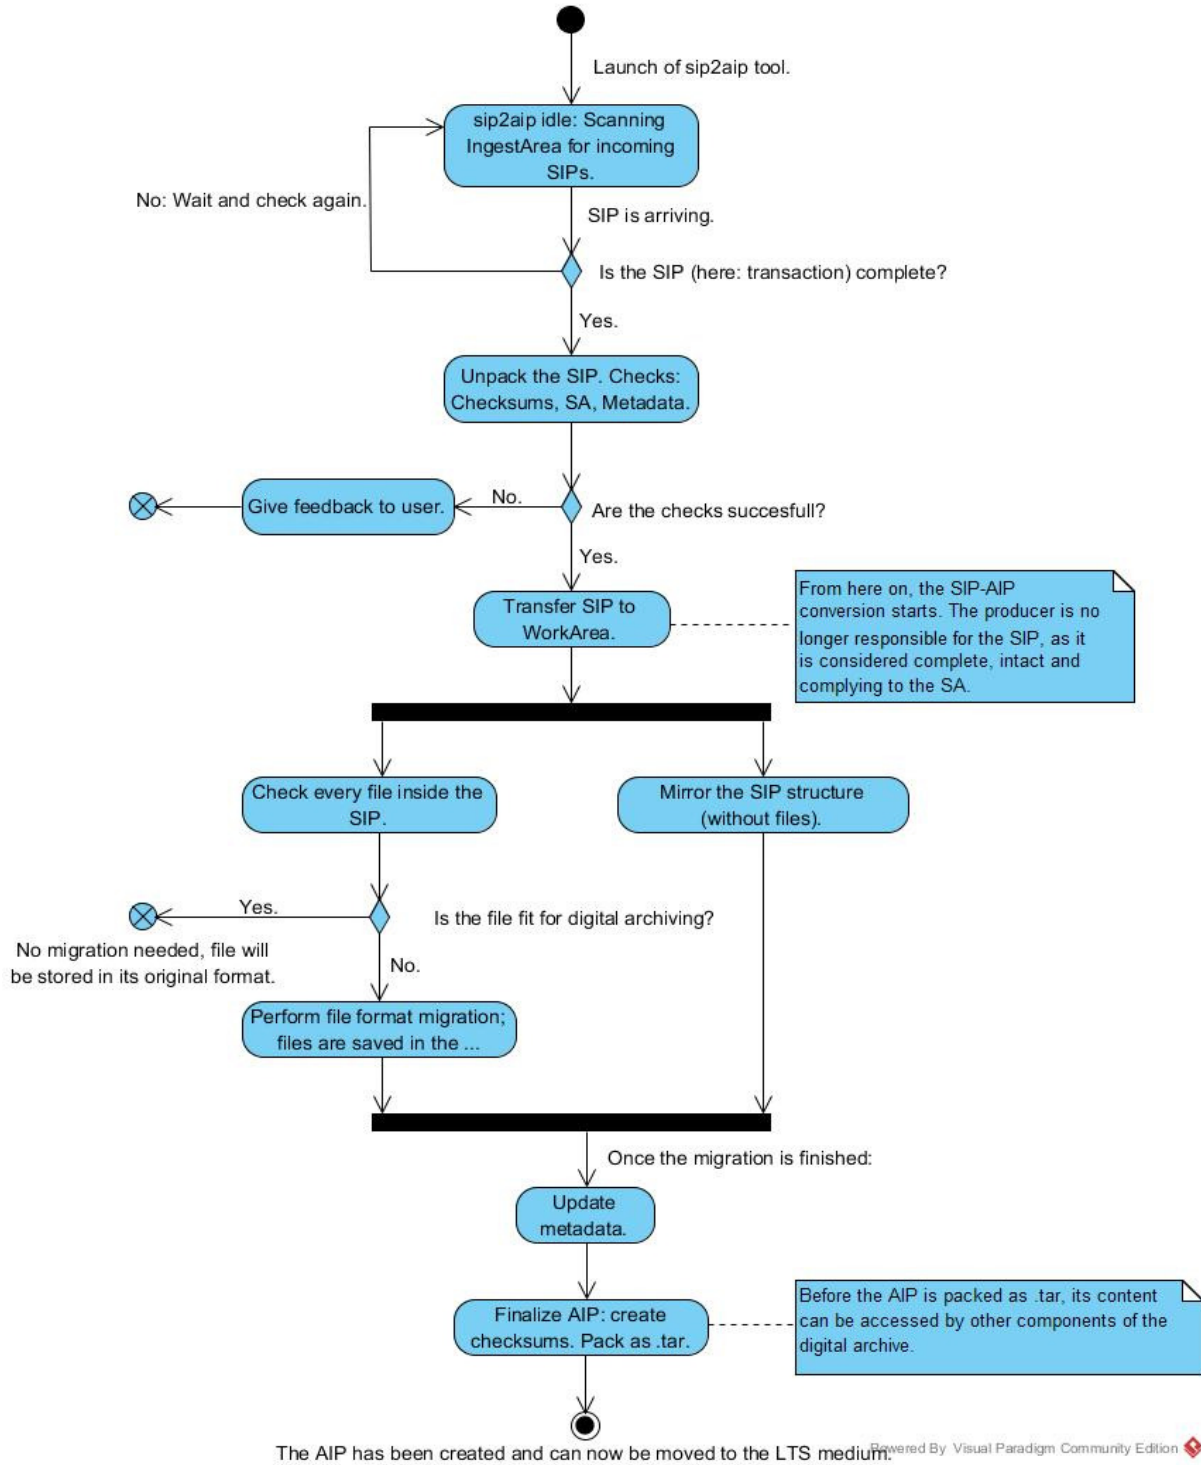 Launch of sip2aip tool.
sip2aip idle: Scanning
IngestArea for incoming
SIPs.
No: Wait and check again.
SIP is arriving.
Is the SIP (here: transaction) complete?
Yes.
Unpack the SIP. Checks:
Checksums, SA, Metadata.
Give feedback to user.
No.
Are the checks succesfull?
Yes.
Transfer SIP to
WorkArea.
From here on, the SIP-AIP
conversion starts. The producer is no
longer responsible for the SIP, as it
is considered complete, intact and
complying to the SA.
Check every file inside the
SIP.
Mirror the SIP structure
(without files).
Yes.
Is the file fit for digital archiving?
No migration needed, file will
be stored in its original format.
No.
Perform file format migration;
files are saved in the ...
Once the migration is finished:
Update
metadata.
Finalize AIP: create
checksums. Pack as .tar.
Before the AIP is packed as .tar, its content
can be accessed by other components of the
digital archive.
The AIP has been created and can now be moved to the LTS medium.
Powered By Visual Paradigm Community Edition